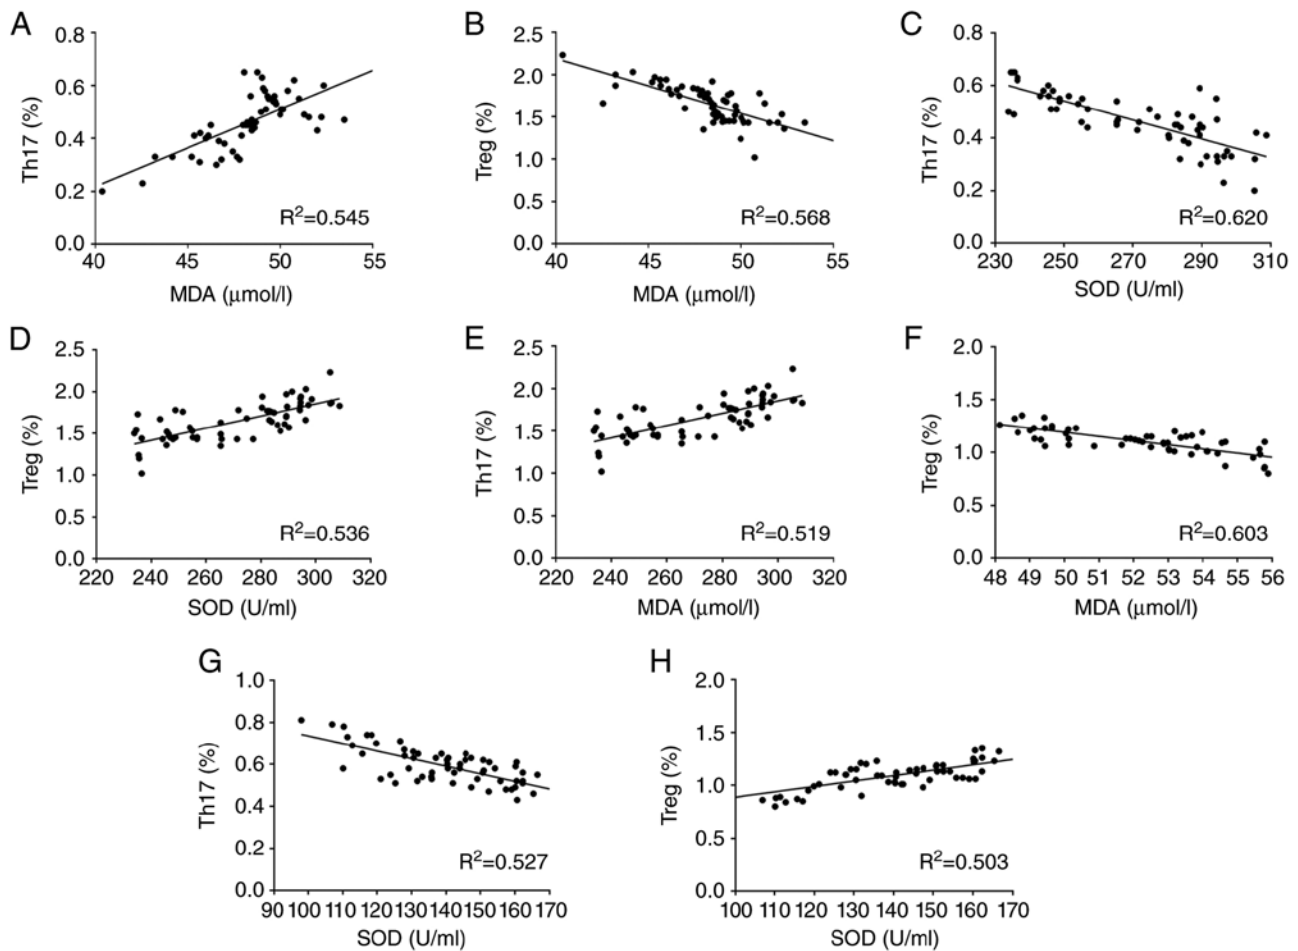 A
Th17 (%)
0.8
0.6
0.4
0.2
0.0
40 45 50 55
MDA (μmol/l)
R²=0.545
B
Treg (%)
2.5
2.0
1.5
1.0
0.5
0.0
40 45 50 55
MDA (μmol/l)
R²=0.568
C
Th17 (%)
0.8
0.6
0.4
0.2
0.0
230 250 270 290 310
SOD (U/ml)
R²=0.620
D
Treg (%)
2.5
2.0
1.5
1.0
0.5
0.0
220 240 260 280 300 320
SOD (U/ml)
R²=0.536
E
Th17 (%)
2.5
2.0
1.5
1.0
0.5
0.0
220 240 260 280 300 320
MDA (μmol/l)
R²=0.519
F
Treg (%)
2.0
1.5
1.0
0.5
0.0
48 49 50 51 52 53 54 55 56
MDA (μmol/l)
R²=0.603
G
Th17 (%)
1.0
0.8
0.6
0.4
0.2
0.0
90 100 110 120 130 140 150 160 170
SOD (U/ml)
R²=0.527
H
Treg (%)
2.0
1.5
1.0
0.5
0.0
100 110 120 130 140 150 160 170
SOD (U/ml)
R²=0.503